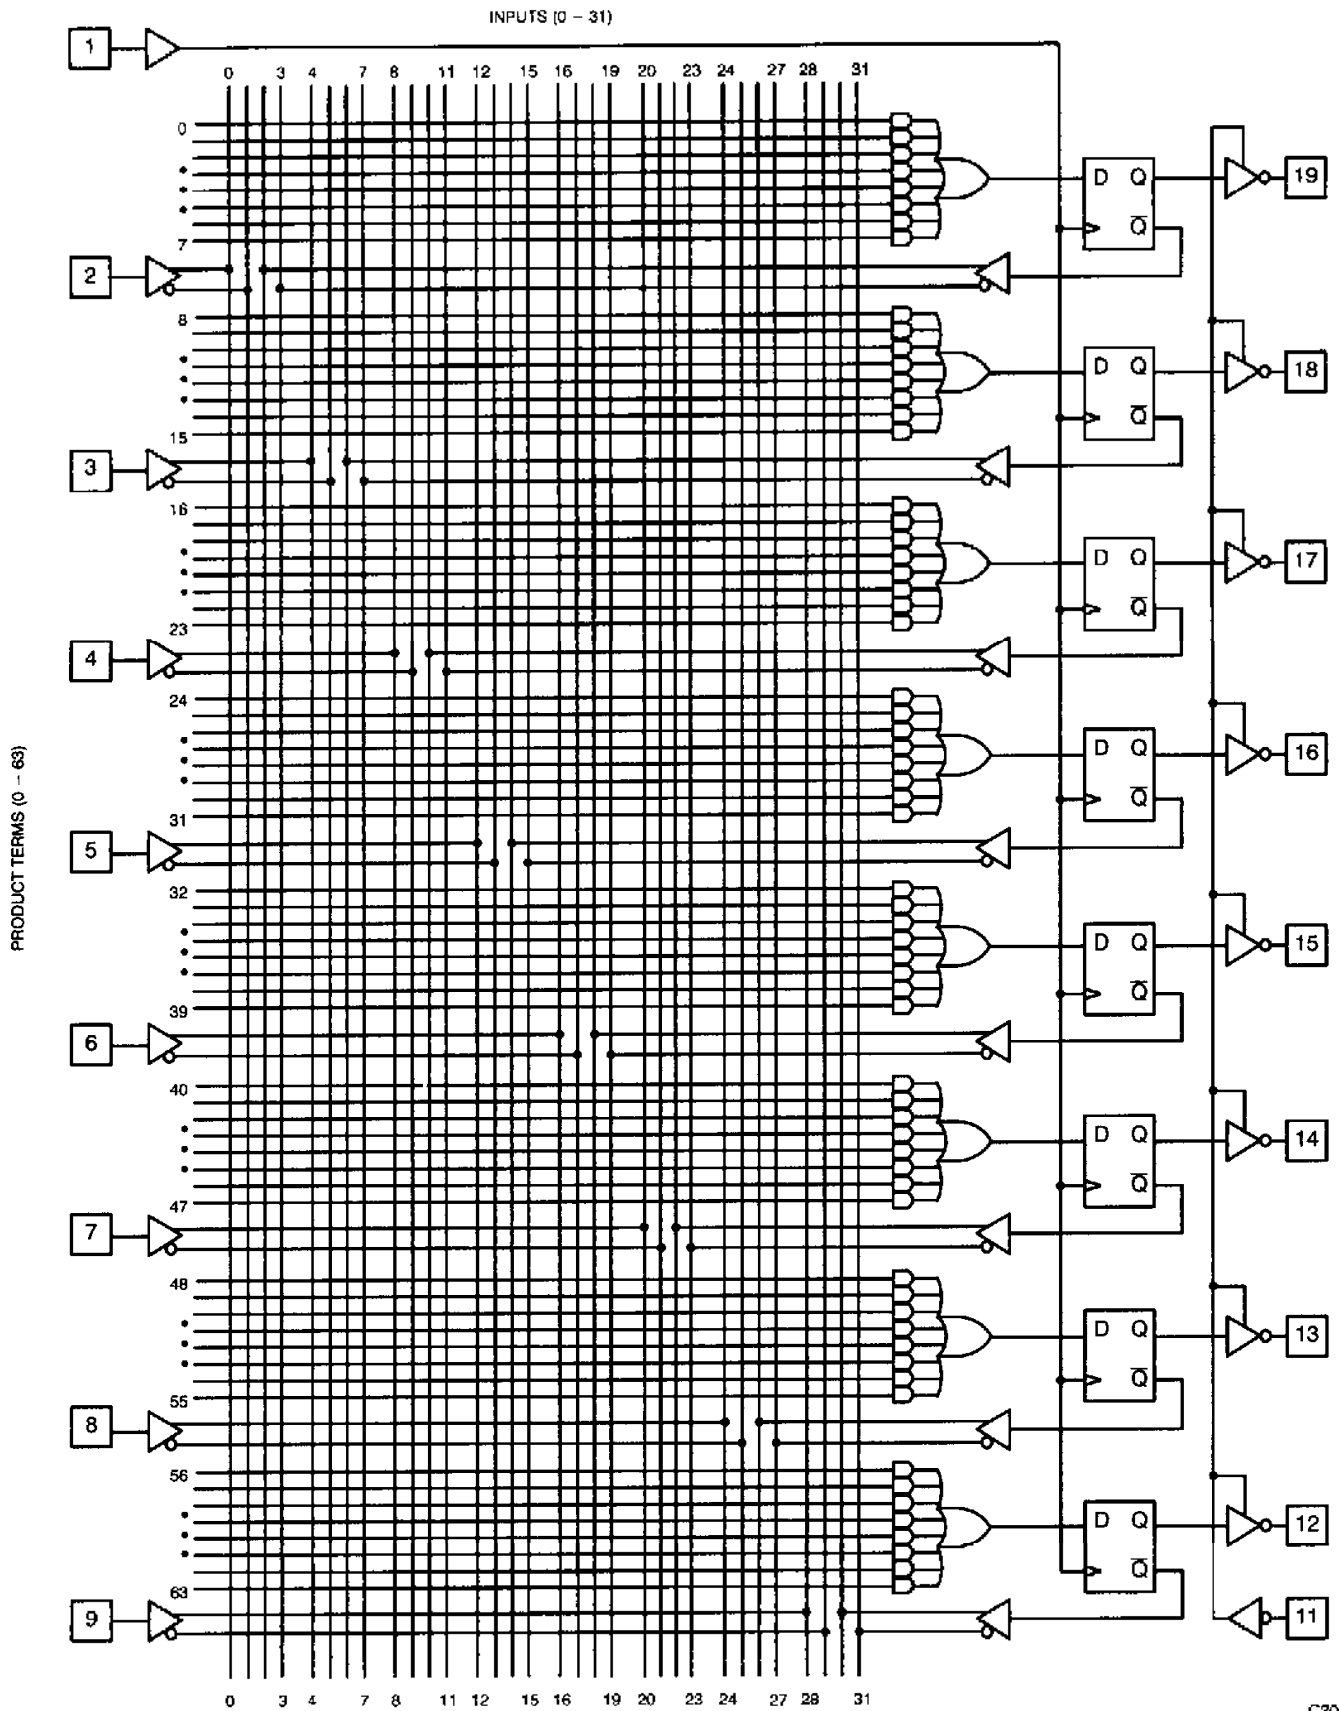 INPUTS (0 – 31)
1
0 3 4 7 8 11 12 15 16 19 20 23 24 27 28 31
0
D Q
19
Q̅
7
2
8
D Q
18
Q̅
15
3
16
D Q
17
Q̅
23
4
24
D Q
16
Q̅
31
5
32
D Q
15
Q̅
39
6
40
D Q
14
Q̅
47
7
48
D Q
13
Q̅
55
8
56
D Q
12
Q̅
63
9
11
0 3 4 7 8 11 12 15 16 19 20 23 24 27 28 31
PRODUCT TERMS (0 – 63)